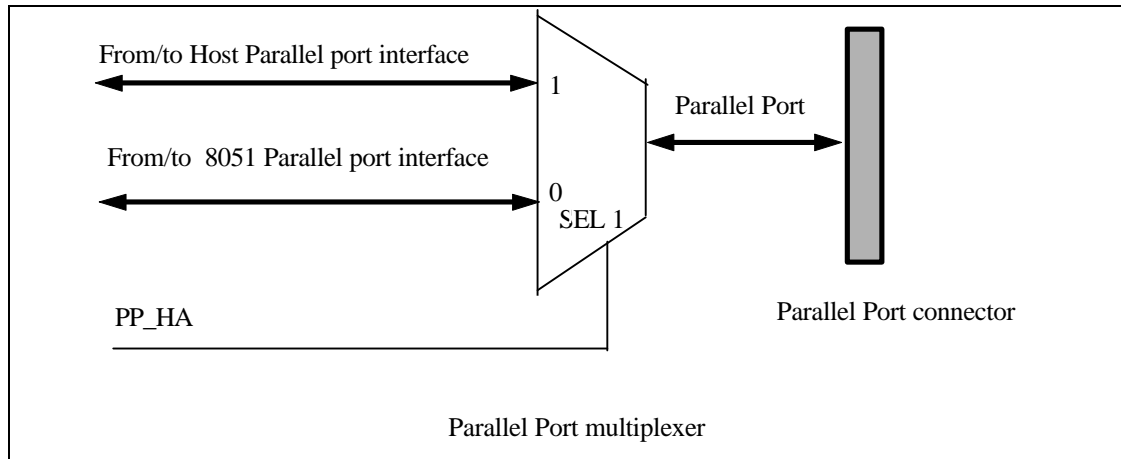 From/to Host Parallel port interface
1
Parallel Port
From/to 8051 Parallel port interface
0
SEL 1
PP_HA
Parallel Port connector
Parallel Port multiplexer